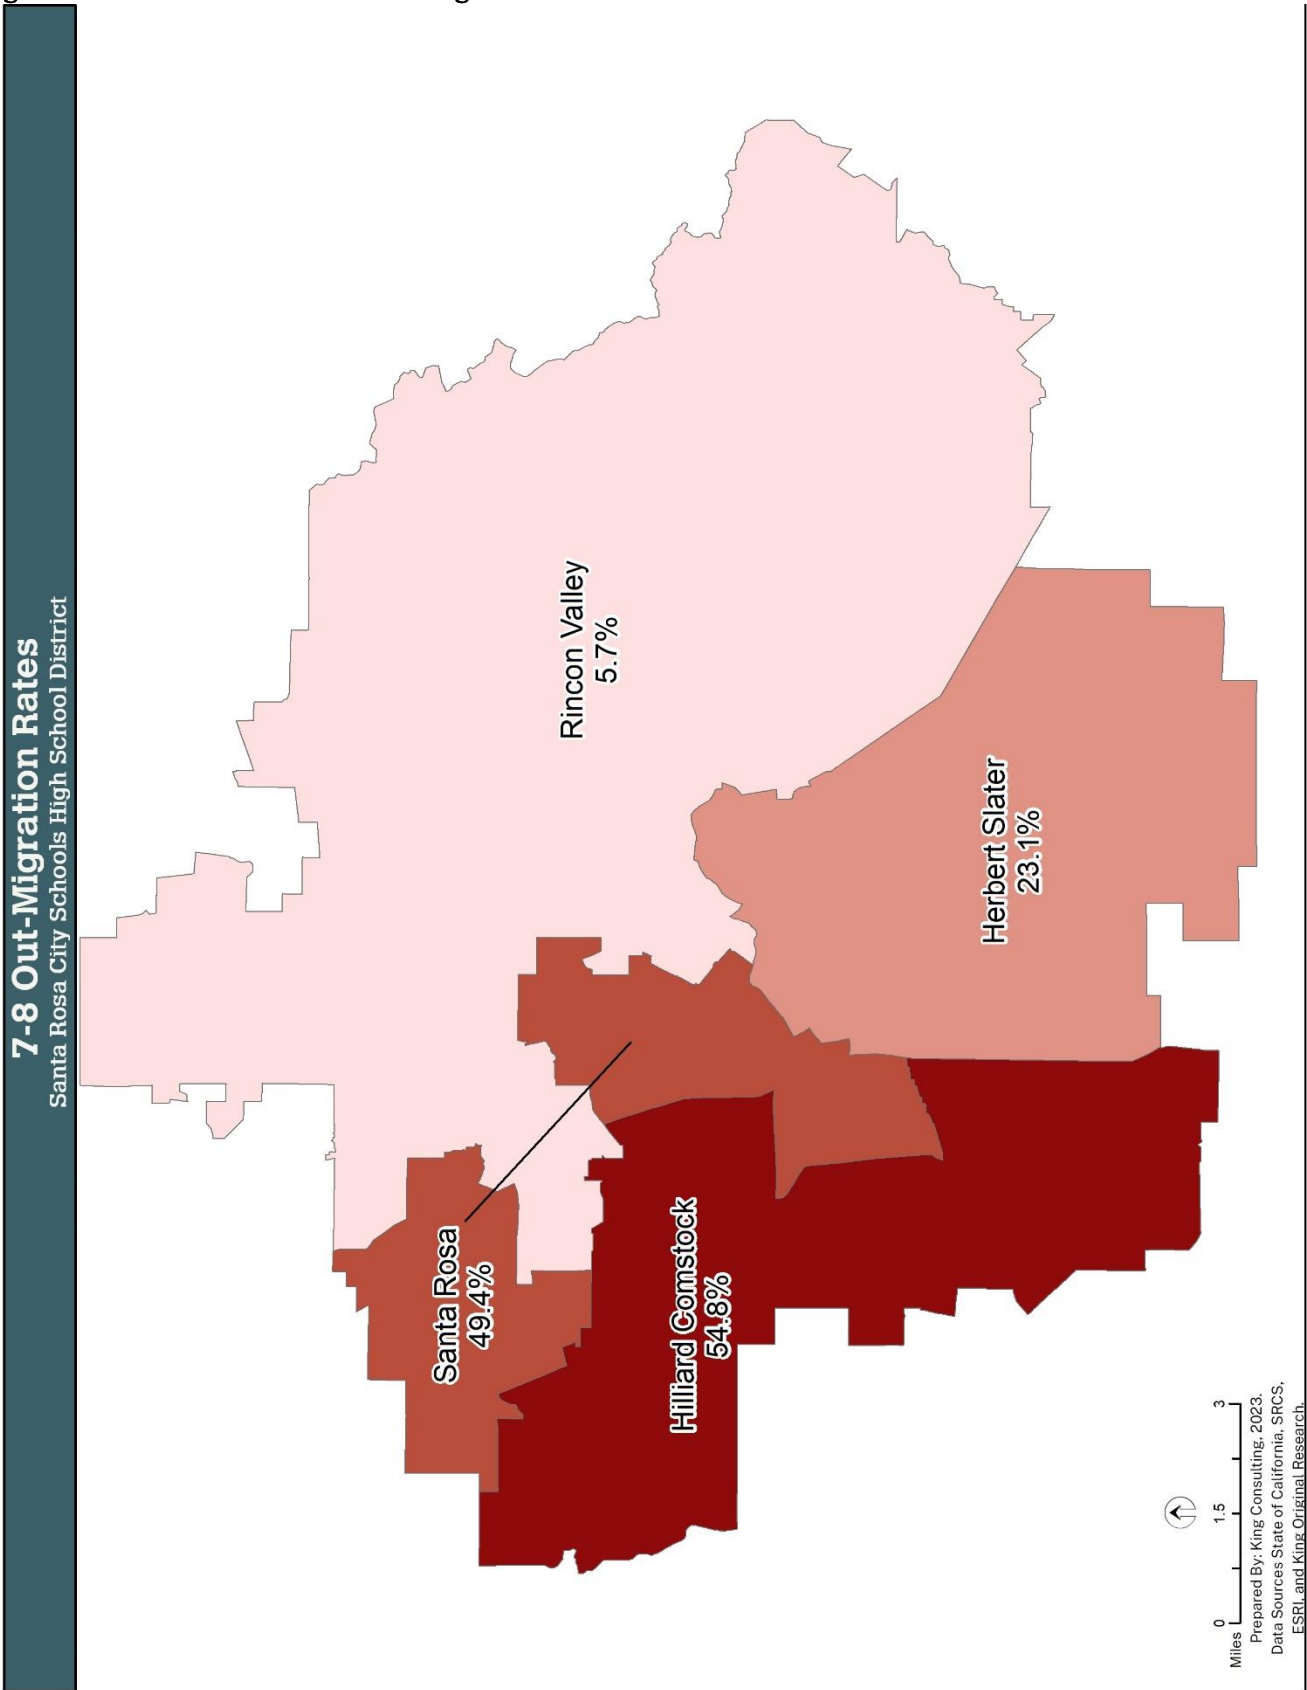 7-8 Out-Migration Rates
Santa Rosa City Schools High School District
Rincon Valley
5.7%
Santa Rosa
49.4%
Hilliard Comstock
54.8%
Herbert Slater
23.1%
0 1.5 3
Miles
Prepared By: King Consulting, 2023.
Data Sources State of California, SRCS,
ESRI, and King Original Research.